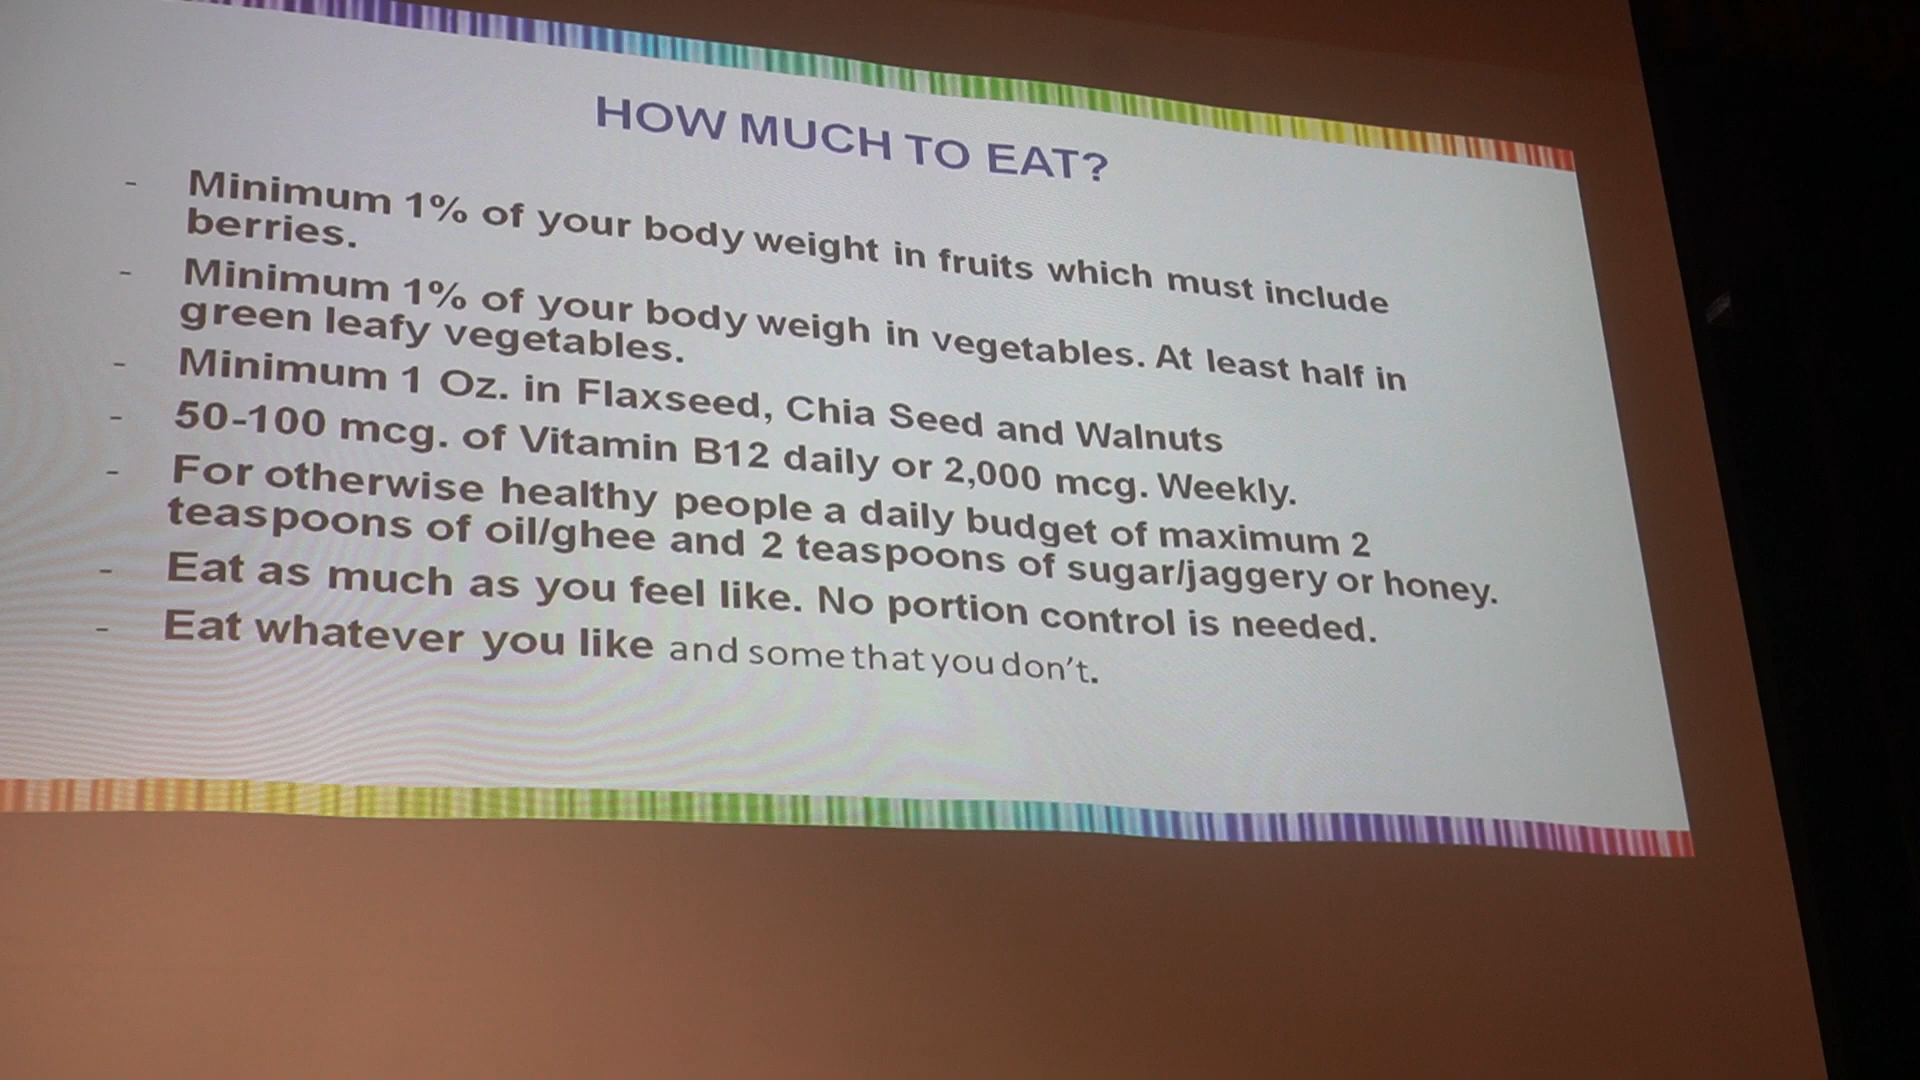 HOW MUCH TO EAT?
- Minimum 1% of your body weight in fruits which must include
berries.
- Minimum 1% of your body weigh in vegetables. At least half in
green leafy vegetables.
- Minimum 1 Oz. in Flaxseed, Chia Seed and Walnuts
- 50-100 mcg. of Vitamin B12 daily or 2,000 mcg. Weekly.
- For otherwise healthy people a daily budget of maximum 2
teaspoons of oil/ghee and 2 teaspoons of sugar/jaggery or honey.
- Eat as much as you feel like. No portion control is needed.
- Eat whatever you like and some that you don't.